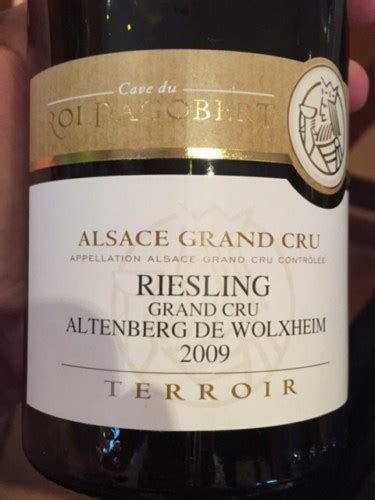 Cave du
ROI DAGOBERT
ALSACE GRAND CRU
APPELLATION ALSACE GRAND CRU CONTRÔLÉE
RIESLING
GRAND CRU
ALTENBERG DE WOLXHEIM
2009
TERROIR